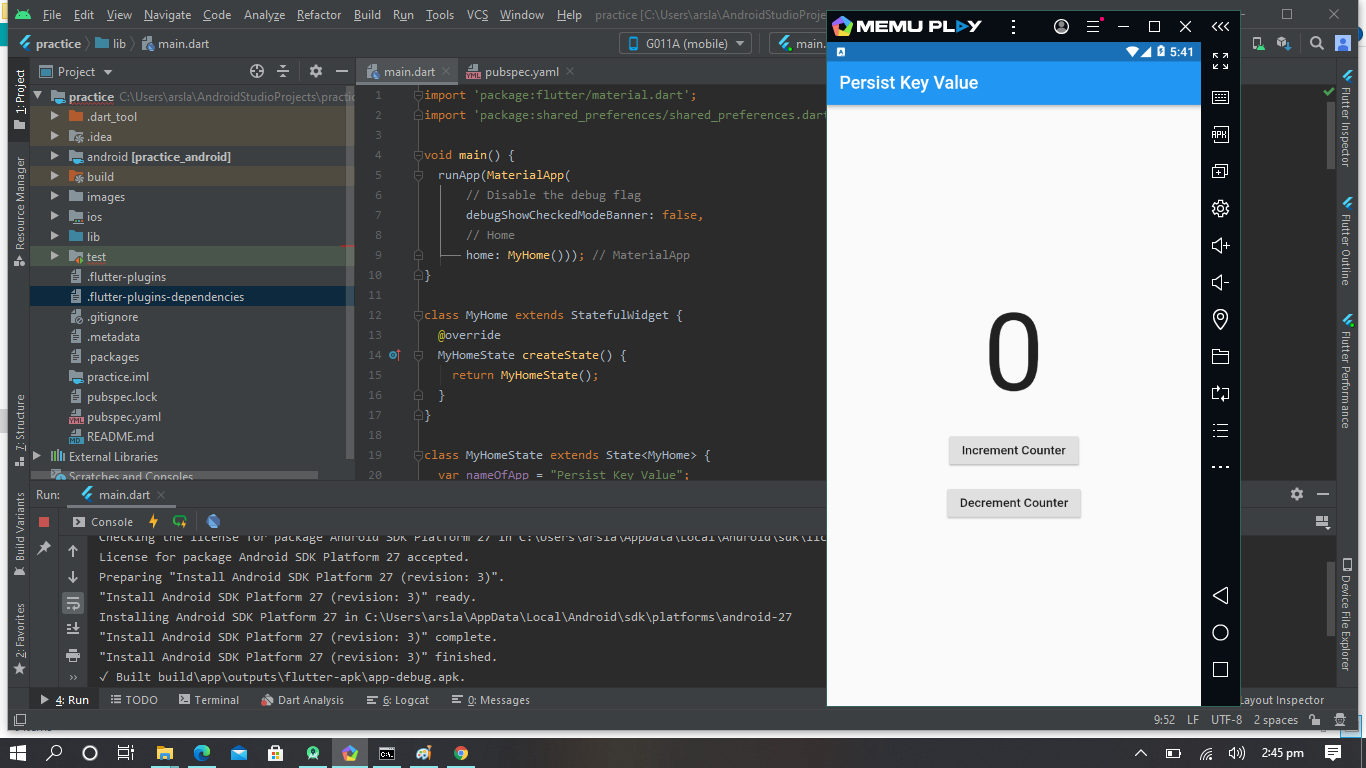 File Edit View Navigate Code Analyze Refactor Build Run Tools VCS Window Help practice [C:\Users\arsla\AndroidStudioProje
practice lib main.dart
G011A (mobile)
main.
1: Project
Resource Manager
7: Structure
Build Variants
2: Favorites
Project
practice C:\Users\arsla\AndroidStudioProjects\practic
.dart_tool
.idea
android [practice_android]
build
images
ios
lib
test
.flutter-plugins
.flutter-plugins-dependencies
.gitignore
.metadata
.packages
practice.iml
pubspec.lock
pubspec.yaml
README.md
External Libraries
Scratches and Consoles
main.dart pubspec.yaml
1 import 'package:flutter/material.dart';
2 import 'package:shared_preferences/shared_preferences.dart
3
4 void main() {
5 runApp(MaterialApp(
6 // Disable the debug flag
7 debugShowCheckedModeBanner: false,
8 // Home
9 home: MyHome())); // MaterialApp
10 }
11
12 class MyHome extends StatefulWidget {
13 @override
14 MyHomeState createState() {
15 return MyHomeState();
16 }
17 }
18
19 class MyHomeState extends State<MyHome> {
20 var nameOfApp = "Persist Key Value";
MEMU PLAY
5:41
Persist Key Value
0
Increment Counter
Decrement Counter
APK
Flutter Inspector
Flutter Outline
Flutter Performance
Device File Explorer
Run: main.dart
Console
Checking the license for package Android SDK Platform 27 in C:\Users\arsla\AppData\Local\Android\sdk\lic
License for package Android SDK Platform 27 accepted.
Preparing "Install Android SDK Platform 27 (revision: 3)".
"Install Android SDK Platform 27 (revision: 3)" ready.
Installing Android SDK Platform 27 in C:\Users\arsla\AppData\Local\Android\sdk\platforms\android-27
"Install Android SDK Platform 27 (revision: 3)" complete.
"Install Android SDK Platform 27 (revision: 3)" finished.
✓ Built build\app\outputs\flutter-apk\app-debug.apk.
4: Run TODO Terminal Dart Analysis 6: Logcat 0: Messages
Layout Inspector
9:52 LF UTF-8 2 spaces
2:45 pm